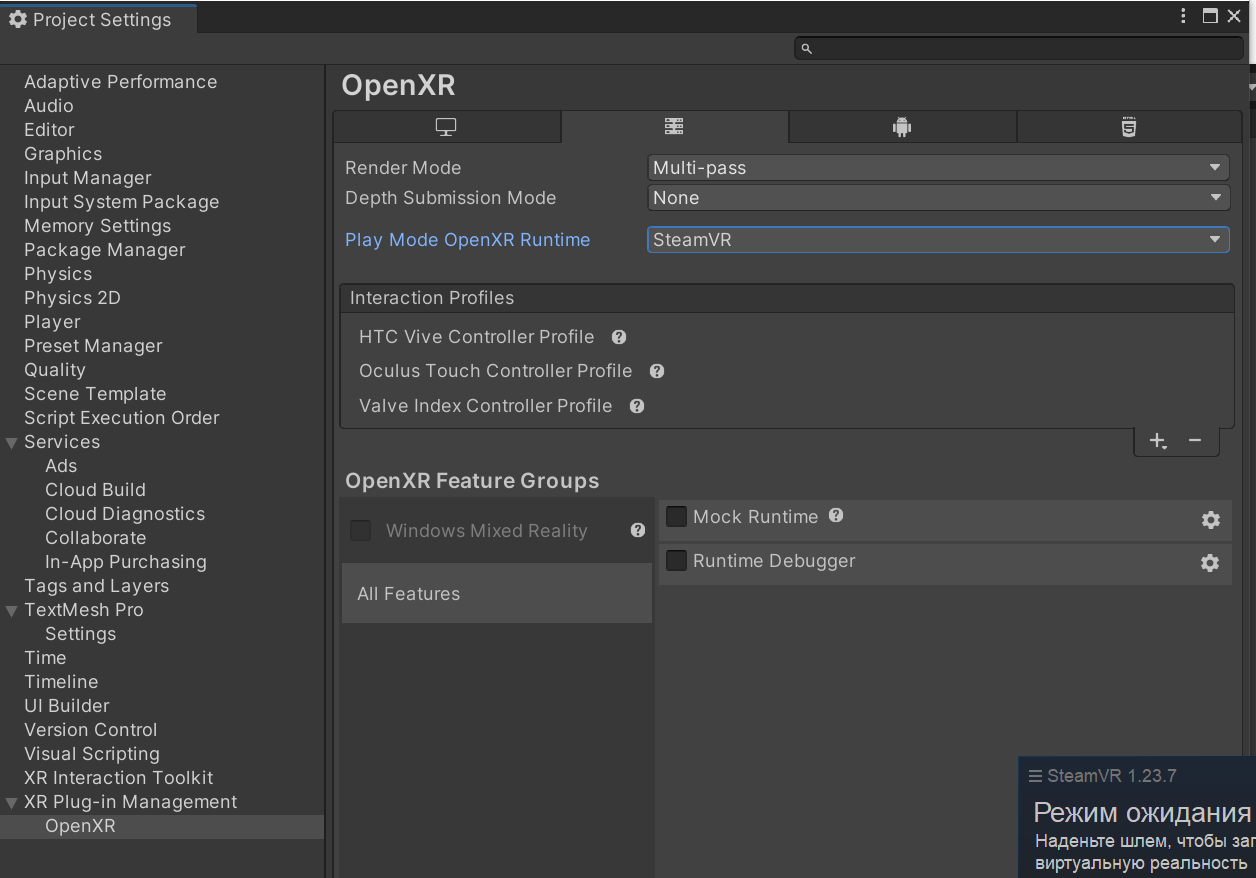 Project Settings
Adaptive Performance
Audio
Editor
Graphics
Input Manager
Input System Package
Memory Settings
Package Manager
Physics
Physics 2D
Player
Preset Manager
Quality
Scene Template
Script Execution Order
Services
Ads
Cloud Build
Cloud Diagnostics
Collaborate
In-App Purchasing
Tags and Layers
TextMesh Pro
Settings
Time
Timeline
UI Builder
Version Control
Visual Scripting
XR Interaction Toolkit
XR Plug-in Management
OpenXR
OpenXR
HTML
5
Render Mode Multi-pass
Depth Submission Mode None
Play Mode OpenXR Runtime SteamVR
Interaction Profiles
HTC Vive Controller Profile ?
Oculus Touch Controller Profile ?
Valve Index Controller Profile ?
OpenXR Feature Groups
Windows Mixed Reality ?
All Features
Mock Runtime ?
Runtime Debugger
SteamVR 1.23.7
Режим ожидания
Наденьте шлем, чтобы
виртуальную реальность